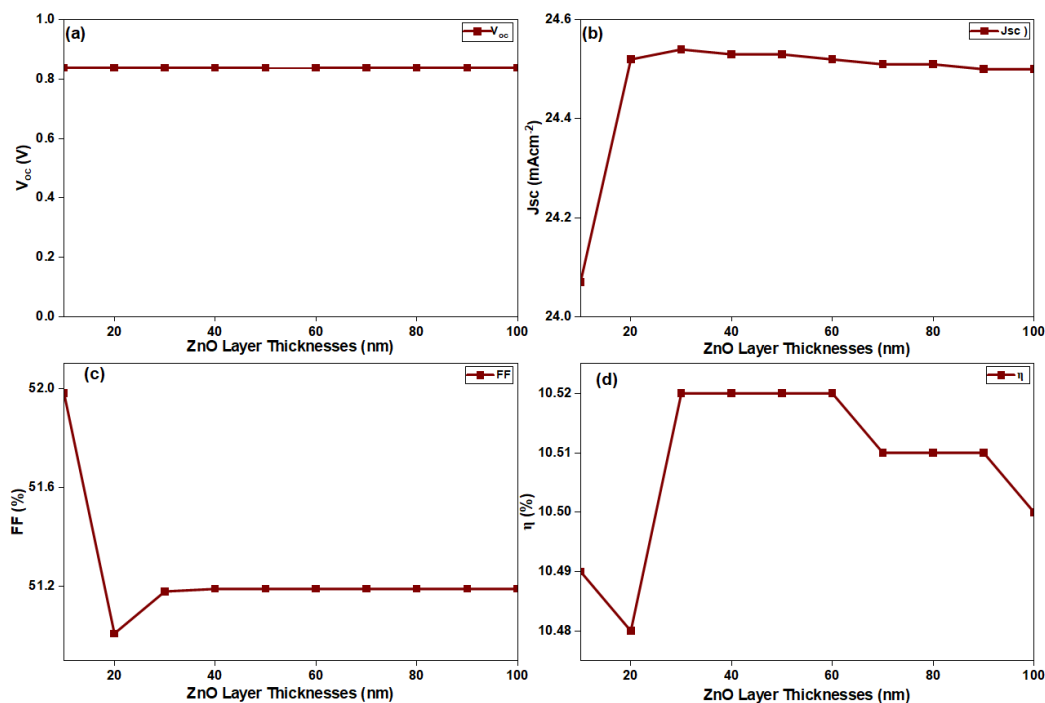 (a)
V_oc
1.0
0.8
0.6
0.4
0.2
0.0
V_oc (V)
20 40 60 80 100
ZnO Layer Thicknesses (nm)
(b)
Jsc )
24.6
24.4
24.2
24.0
Jsc (mAcm⁻²)
20 40 60 80 100
ZnO Layer Thicknesses (nm)
(c)
FF
52.0
51.6
51.2
FF (%)
20 40 60 80 100
ZnO Layer Thicknesses (nm)
(d)
η
10.52
10.51
10.50
10.49
10.48
η (%)
20 40 60 80 100
ZnO Layer Thicknesses (nm)